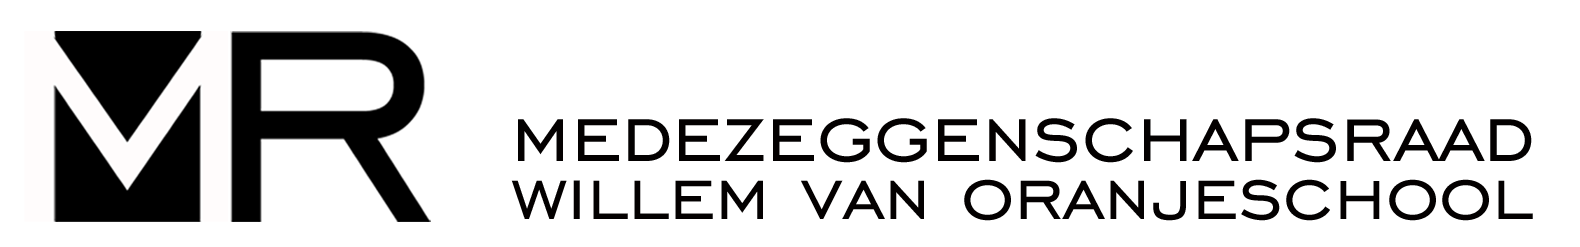 MR
MEDEZEGGENSCHAPSRAAD
WILLEM VAN ORANJESCHOOL